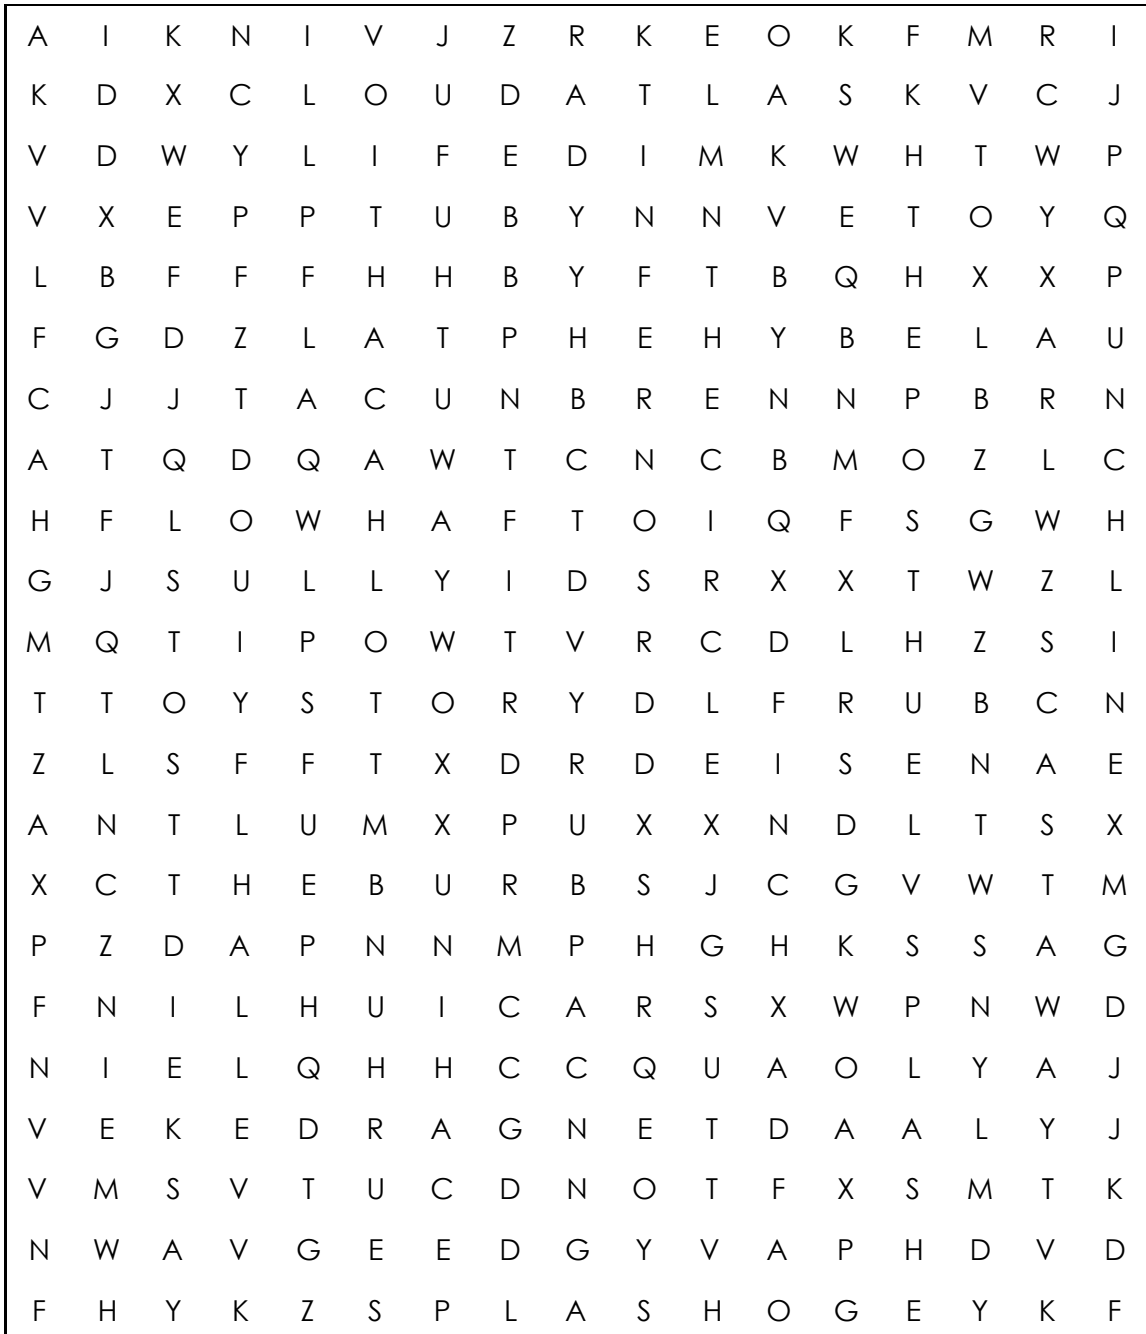 A I K N I V J Z R K E O K F M R I
K D X C L O U D A T L A S K V C J
V D W Y L I F E D I M K W H T W P
V X E P P T U B Y N N V E T O Y Q
L B F F F H H B Y F T B Q H X X P
F G D Z L A T P H E H Y B E L A U
C J J T A C U N B R E N N P B R N
A T Q D Q A W T C N C B M O Z L C
H F L O W H A F T O I Q F S G W H
G J S U L L Y I D S R X X T W Z L
M Q T I P O W T V R C D L H Z S I
T T O Y S T O R Y D L F R U B C N
Z L S F F T X D R D E I S E N A E
A N T L U M X P U X X N D L T S X
X C T H E B U R B S J C G V W T M
P Z D A P N N M P H G H K S S A G
F N I L H U I C A R S X W P N W D
N I E L Q H H C C Q U A O L Y A J
V E K E D R A G N E T D A A L Y J
V M S V T U C D N O T F X S M T K
N W A V G E E D G Y V A P H D V D
F H Y K Z S P L A S H O G E Y K F